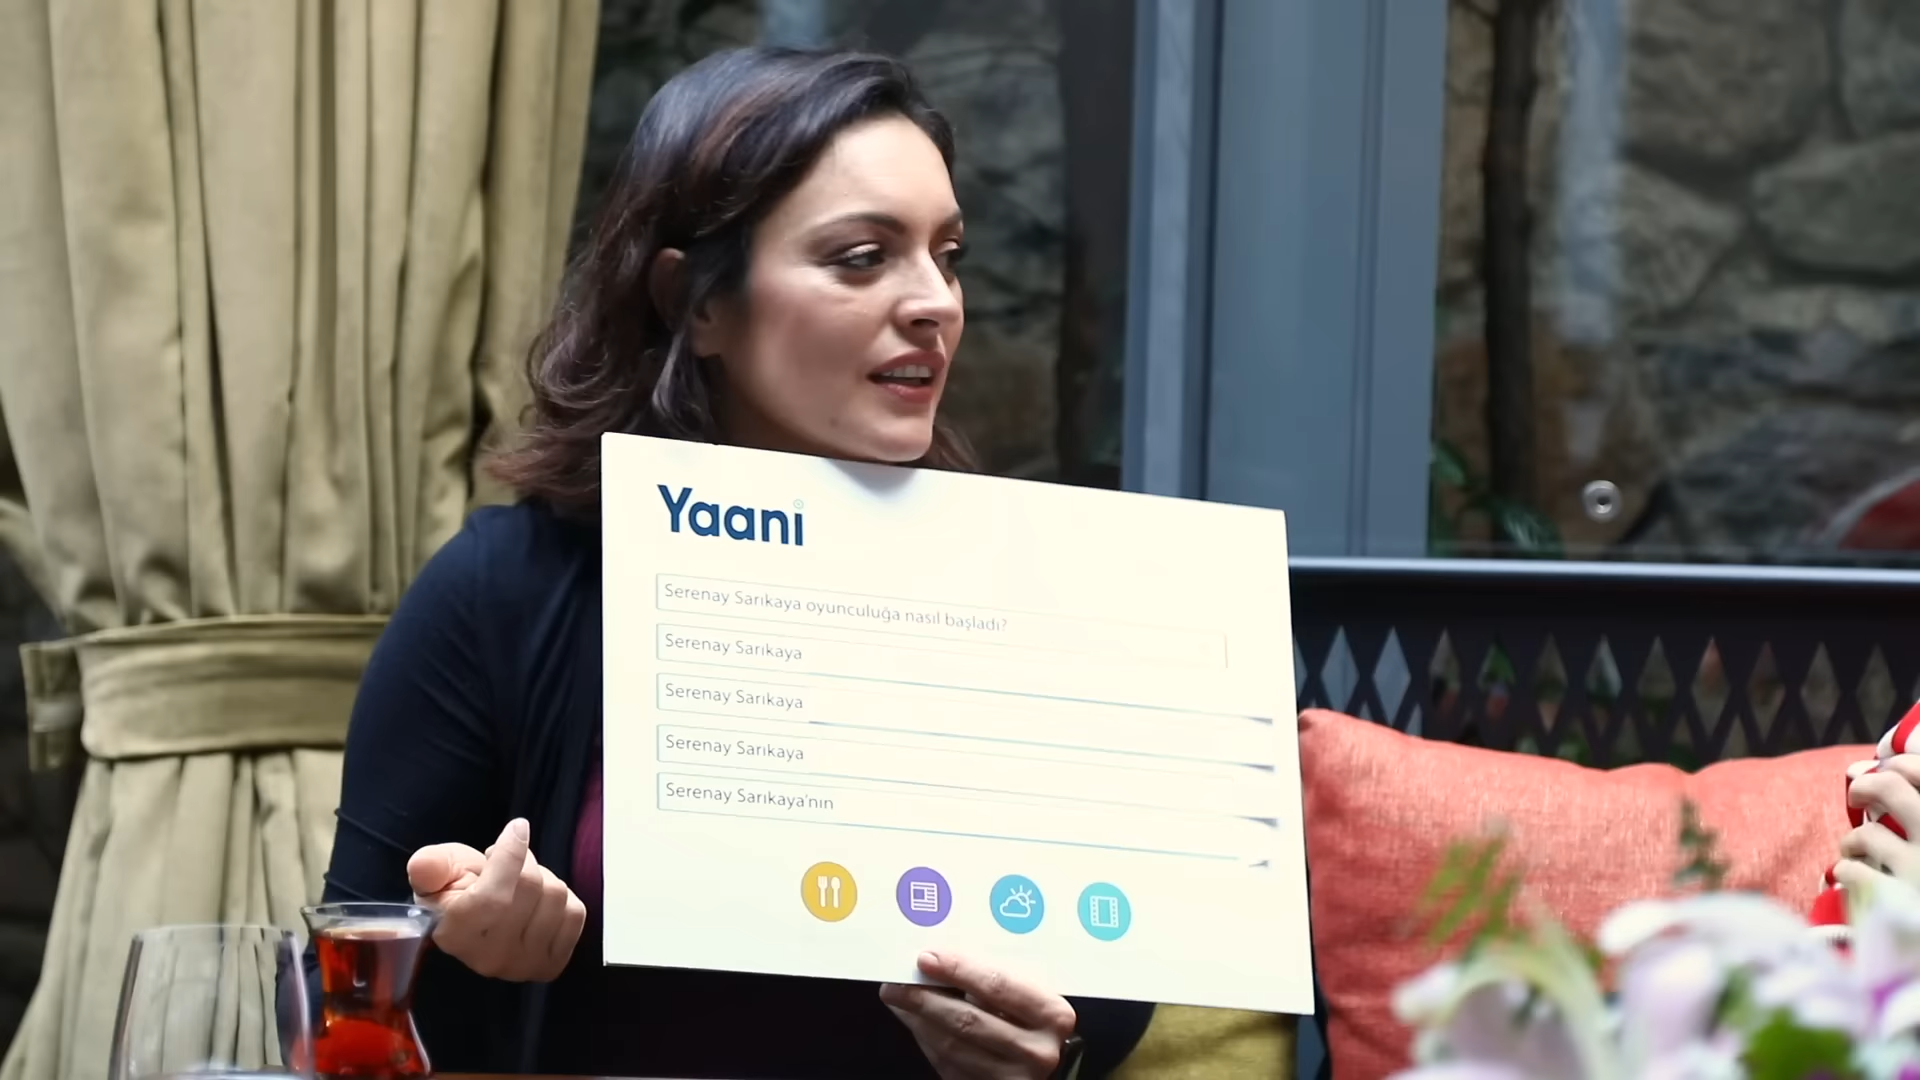 Yaani
Serenay Sarıkaya oyunculuğa nasıl başladı?
Serenay Sarıkaya
Serenay Sarıkaya
Serenay Sarıkaya
Serenay Sarıkaya'nın